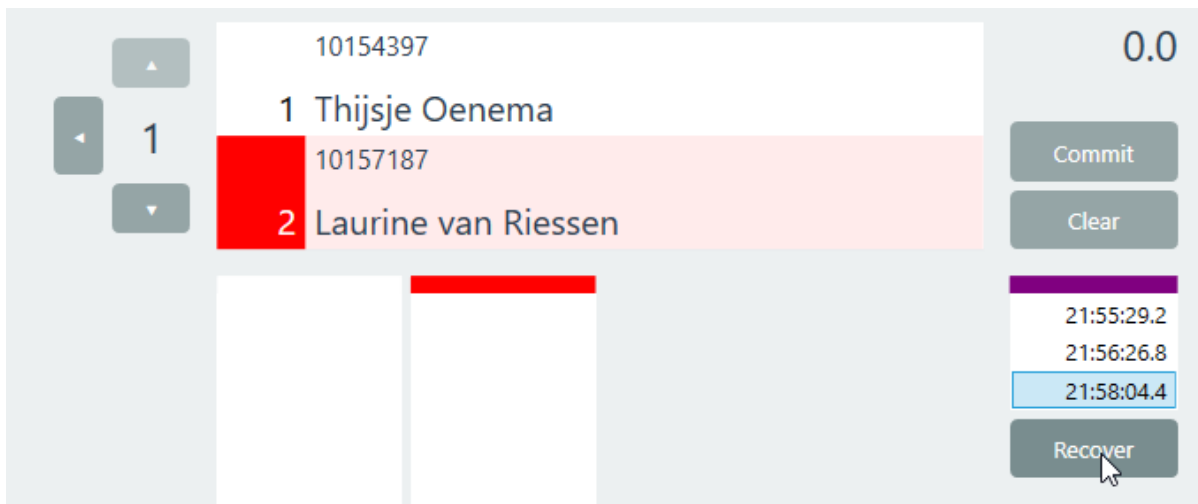 10154397
0.0
1 Thijsje Oenema
1
10157187
Commit
2 Laurine van Riessen
Clear
21:55:29.2
21:56:26.8
21:58:04.4
Recover